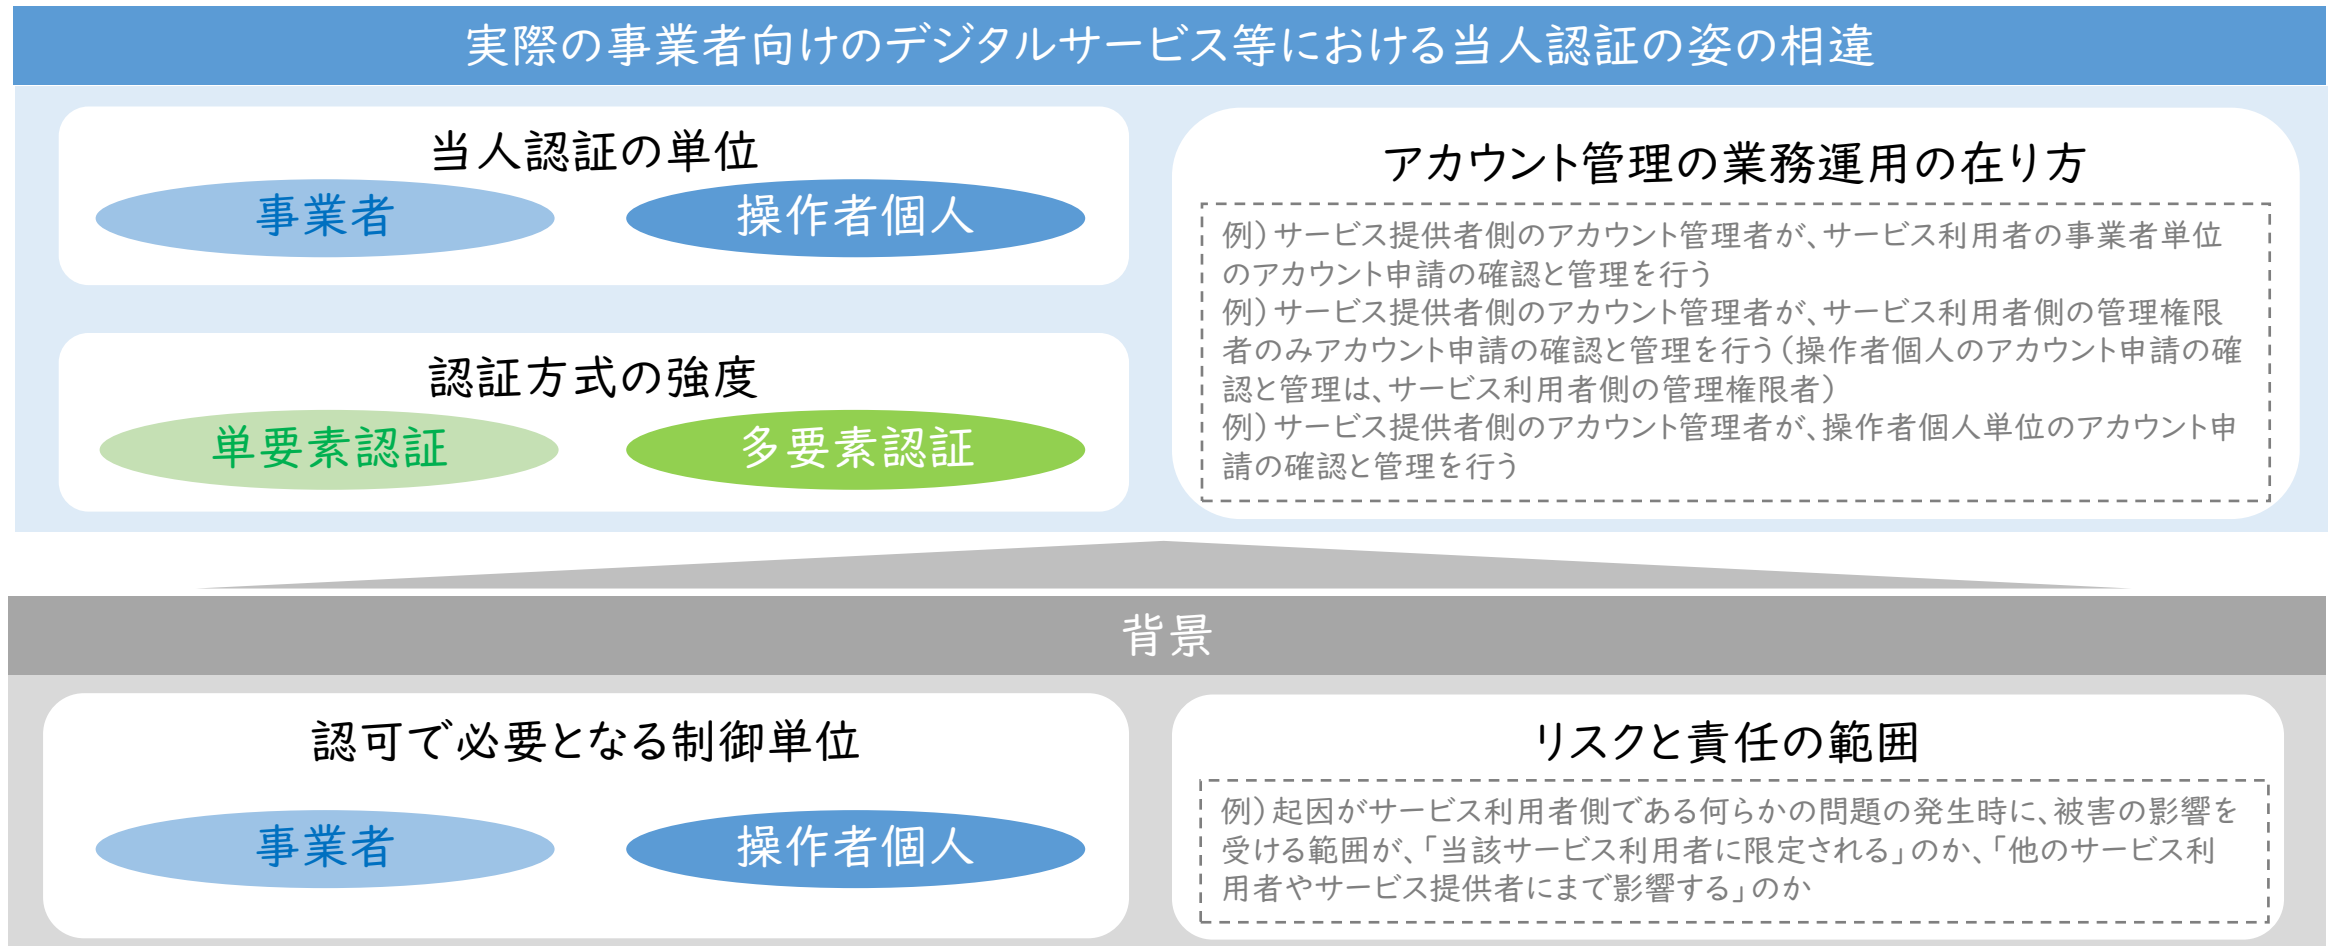 実際の事業者向けのデジタルサービス等における当人認証の姿の相違
当人認証の単位
事業者
操作者個人
認証方式の強度
単要素認証
多要素認証
アカウント管理の業務運用の在り方
例）サービス提供者側のアカウント管理者が、サービス利用者の事業者単位
のアカウント申請の確認と管理を行う
例）サービス提供者側のアカウント管理者が、サービス利用者側の管理権限
者のみアカウント申請の確認と管理を行う（操作者個人のアカウント申請の確
認と管理は、サービス利用者側の管理権限者）
例）サービス提供者側のアカウント管理者が、操作者個人単位のアカウント申
請の確認と管理を行う
背景
認可で必要となる制御単位
事業者
操作者個人
リスクと責任の範囲
例）起因がサービス利用者側である何らかの問題の発生時に、被害の影響を
受ける範囲が、「当該サービス利用者に限定される」のか、「他のサービス利
用者やサービス提供者にまで影響する」のか